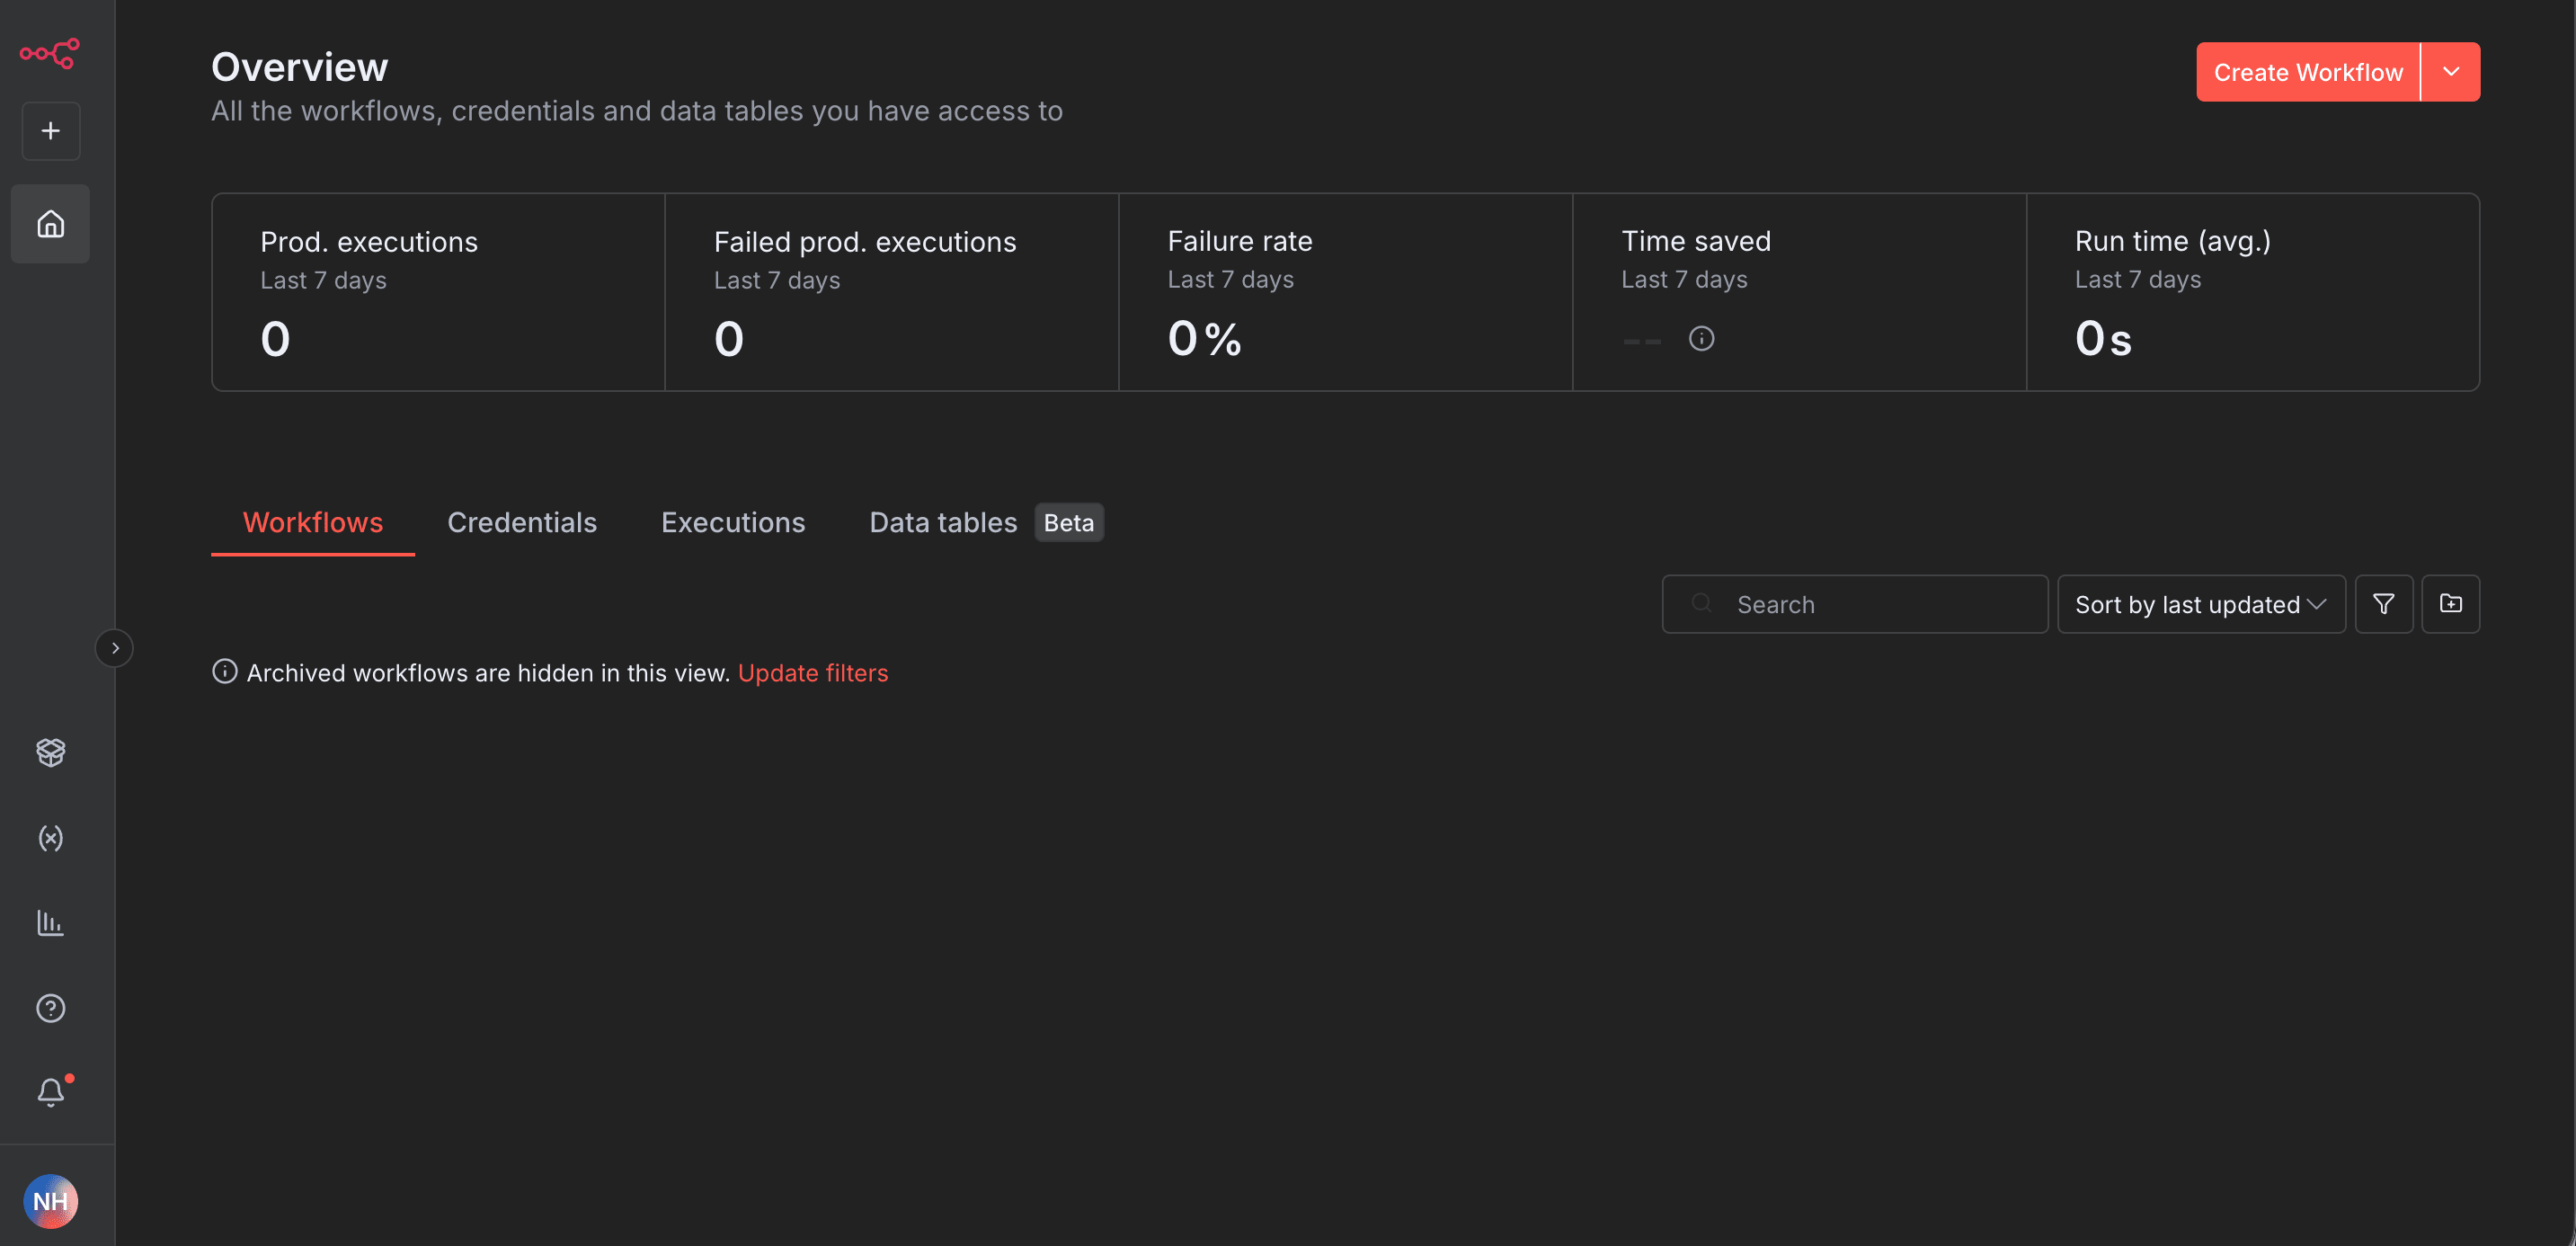 Overview
All the workflows, credentials and data tables you have access to
Create Workflow
Prod. executions
Last 7 days
0
Failed prod. executions
Last 7 days
0
Failure rate
Last 7 days
0%
Time saved
Last 7 days
--
Run time (avg.)
Last 7 days
0s
Workflows
Credentials
Executions
Data tables
Beta
Search
Sort by last updated
Archived workflows are hidden in this view. Update filters
NH